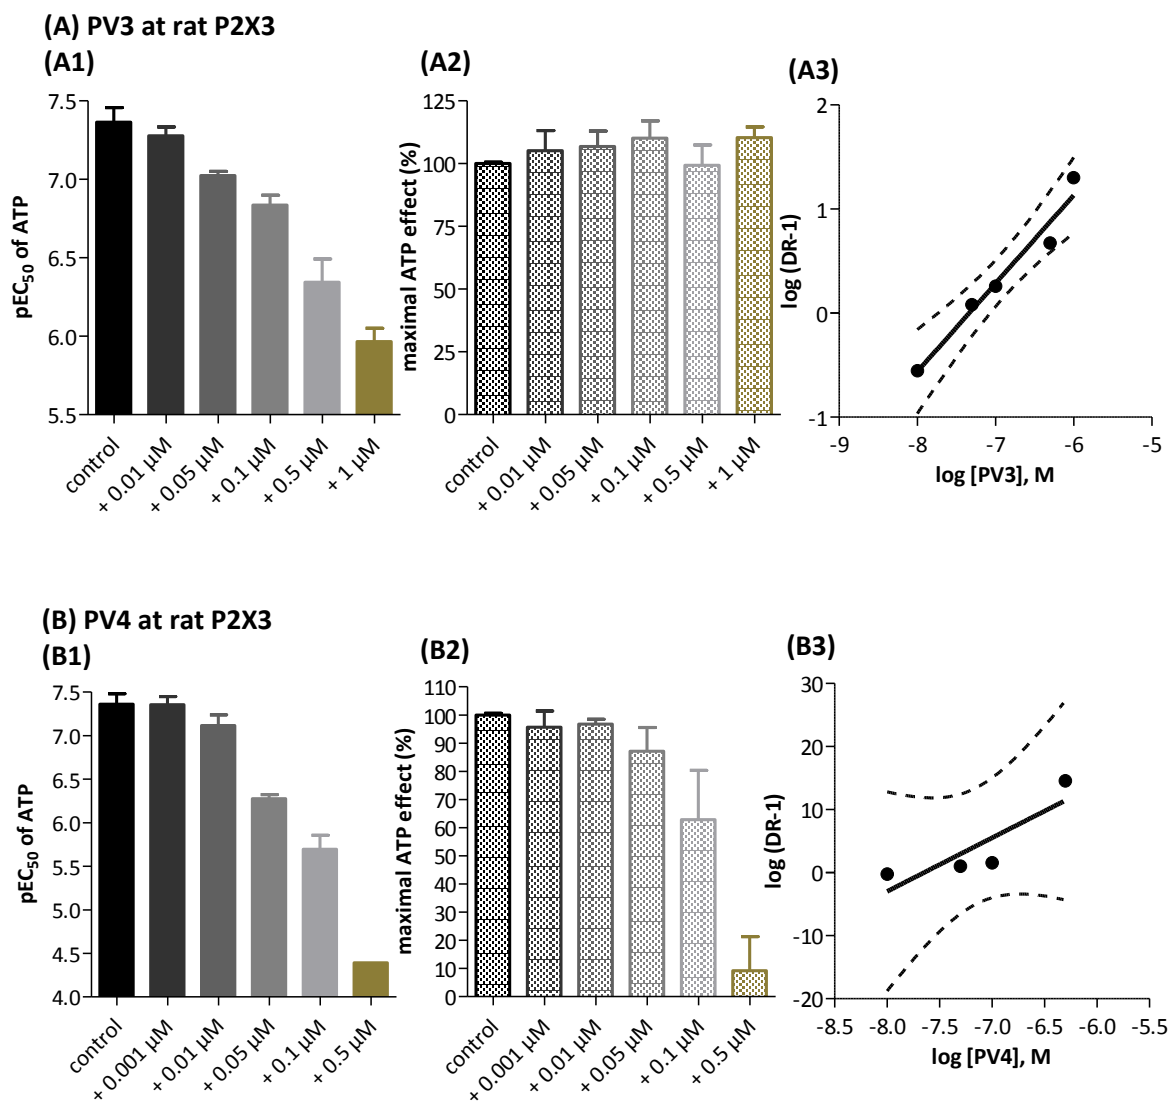 (A) PV3 at rat P2X3
(A1)
7.5
7.0
6.5
6.0
5.5
pEC50 of ATP
control
+ 0.01 µM
+ 0.05 µM
+ 0.1 µM
+ 0.5 µM
+ 1 µM
(A2)
125
100
75
50
25
0
maximal ATP effect (%)
control
+ 0.01 µM
+ 0.05 µM
+ 0.1 µM
+ 0.5 µM
+ 1 µM
(A3)
2
1
0
-1
log (DR-1)
-9 -8 -7 -6 -5
log [PV3], M
(B) PV4 at rat P2X3
(B1)
7.5
7.0
6.5
6.0
5.5
5.0
4.5
4.0
pEC50 of ATP
control
+ 0.001 µM
+ 0.01 µM
+ 0.05 µM
+ 0.1 µM
+ 0.5 µM
(B2)
110
100
90
80
70
60
50
40
30
20
10
0
maximal ATP effect (%)
control
+ 0.001 µM
+ 0.01 µM
+ 0.05 µM
+ 0.1 µM
+ 0.5 µM
(B3)
30
20
10
0
-10
-20
log (DR-1)
-8.5 -8.0 -7.5 -7.0 -6.5 -6.0 -5.5
log [PV4], M